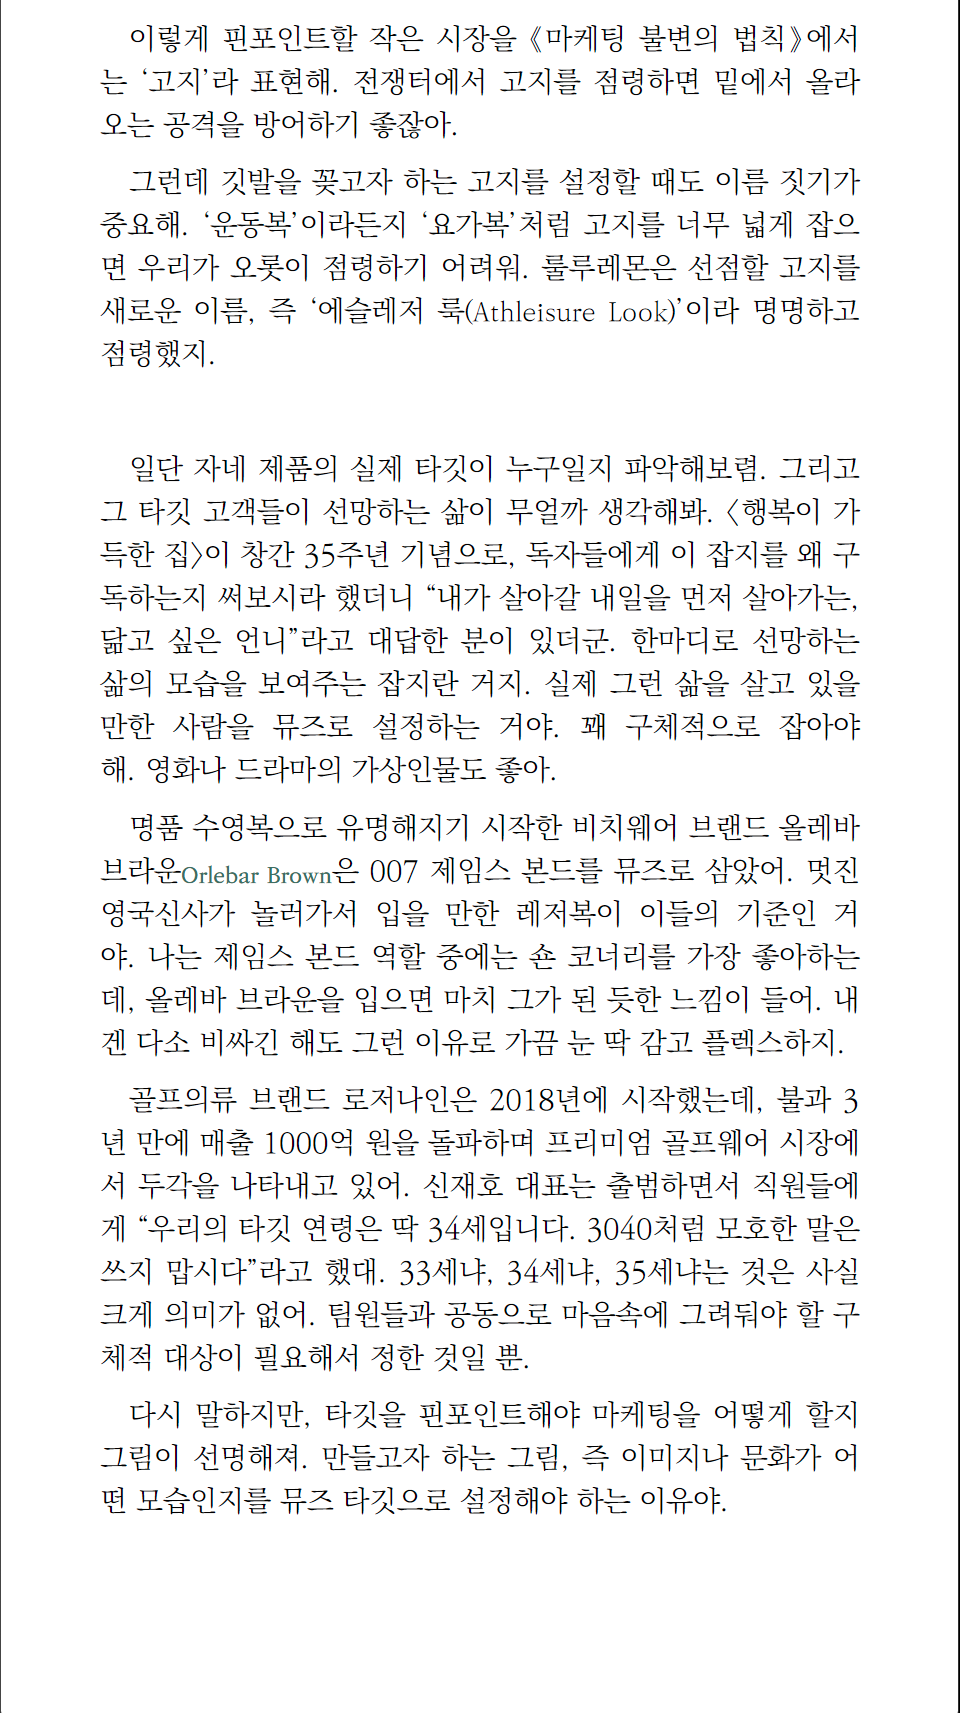 이렇게 핀포인트할 작은 시장을 《마케팅 불변의 법칙》에서
는 ‘고지’라 표현해. 전쟁터에서 고지를 점령하면 밑에서 올라
오는 공격을 방어하기 좋잖아.
그런데 깃발을 꽂고자 하는 고지를 설정할 때도 이름 짓기가
중요해. ‘운동복’이라든지 ‘요가복’처럼 고지를 너무 넓게 잡으
면 우리가 오롯이 점령하기 어려워. 룰루레몬은 선점할 고지를
새로운 이름, 즉 ‘에슬레저 룩(Athleisure Look)’이라 명명하고
점령했지.
일단 자네 제품의 실제 타깃이 누구일지 파악해보렴. 그리고
그 타깃 고객들이 선망하는 삶이 무얼까 생각해봐. 〈행복이 가
득한 집〉이 창간 35주년 기념으로, 독자들에게 이 잡지를 왜 구
독하는지 써보시라 했더니 “내가 살아갈 내일을 먼저 살아가는,
닮고 싶은 언니”라고 대답한 분이 있더군. 한마디로 선망하는
삶의 모습을 보여주는 잡지란 거지. 실제 그런 삶을 살고 있을
만한 사람을 뮤즈로 설정하는 거야. 꽤 구체적으로 잡아야
해. 영화나 드라마의 가상인물도 좋아.
명품 수영복으로 유명해지기 시작한 비치웨어 브랜드 올레바
브라운Orlebar Brown은 007 제임스 본드를 뮤즈로 삼았어. 멋진
영국신사가 놀러가서 입을 만한 레저복이 이들의 기준인 거
야. 나는 제임스 본드 역할 중에는 숀 코너리를 가장 좋아하는
데, 올레바 브라운을 입으면 마치 그가 된 듯한 느낌이 들어. 내
겐 다소 비싸긴 해도 그런 이유로 가끔 눈 딱 감고 플렉스하지.
골프의류 브랜드 로저나인은 2018년에 시작했는데, 불과 3
년 만에 매출 1000억 원을 돌파하며 프리미엄 골프웨어 시장에
서 두각을 나타내고 있어. 신재호 대표는 출범하면서 직원들에
게 “우리의 타깃 연령은 딱 34세입니다. 3040처럼 모호한 말은
쓰지 맙시다”라고 했대. 33세냐, 34세냐, 35세냐는 것은 사실
크게 의미가 없어. 팀원들과 공동으로 마음속에 그려둬야 할 구
체적 대상이 필요해서 정한 것일 뿐.
다시 말하지만, 타깃을 핀포인트해야 마케팅을 어떻게 할지
그림이 선명해져. 만들고자 하는 그림, 즉 이미지나 문화가 어
떤 모습인지를 뮤즈 타깃으로 설정해야 하는 이유야.